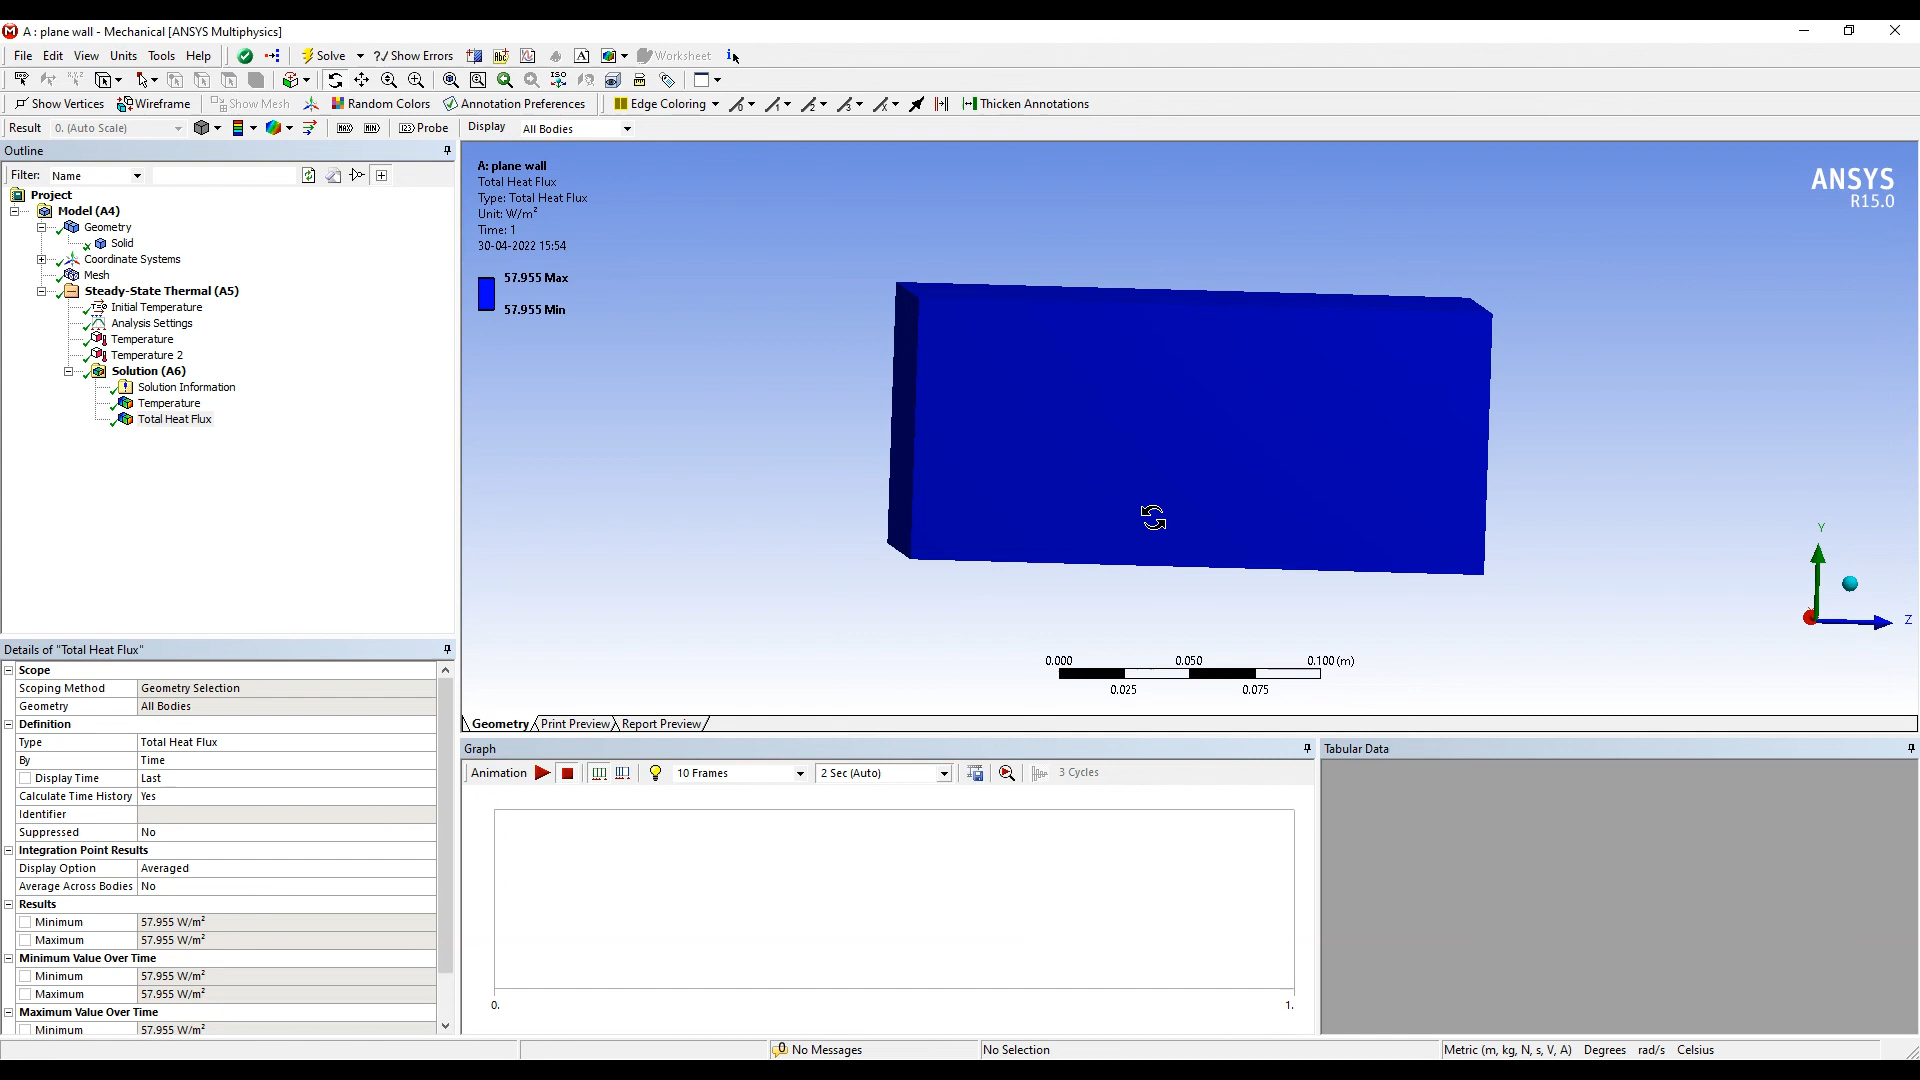 A : plane wall - Mechanical [ANSYS Multiphysics]
File Edit View Units Tools Help Solve ?/ Show Errors Worksheet
Show Vertices Wireframe Show Mesh Random Colors Annotation Preferences Edge Coloring Thicken Annotations
Result 0. (Auto Scale) MAX MIN Probe Display All Bodies
Outline
Filter: Name
Project
Model (A4)
Geometry
Solid
Coordinate Systems
Mesh
Steady-State Thermal (A5)
Initial Temperature
Analysis Settings
Temperature
Temperature 2
Solution (A6)
Solution Information
Temperature
Total Heat Flux
A: plane wall
Total Heat Flux
Type: Total Heat Flux
Unit: W/m²
Time: 1
30-04-2022 15:54
57.955 Max
57.955 Min
ANSYS
R15.0
Y
Z
0.000 0.050 0.100 (m)
0.025 0.075
Geometry Print Preview Report Preview
Details of "Total Heat Flux"
Scope
Scoping Method Geometry Selection
Geometry All Bodies
Definition
Type Total Heat Flux
By Time
Display Time Last
Calculate Time History Yes
Identifier
Suppressed No
Integration Point Results
Display Option Averaged
Average Across Bodies No
Results
Minimum 57.955 W/m²
Maximum 57.955 W/m²
Minimum Value Over Time
Minimum 57.955 W/m²
Maximum 57.955 W/m²
Maximum Value Over Time
Minimum 57.955 W/m²
Graph
Animation 10 Frames 2 Sec (Auto) 3 Cycles
0. 1.
Tabular Data
0 No Messages No Selection Metric (m, kg, N, s, V, A) Degrees rad/s Celsius